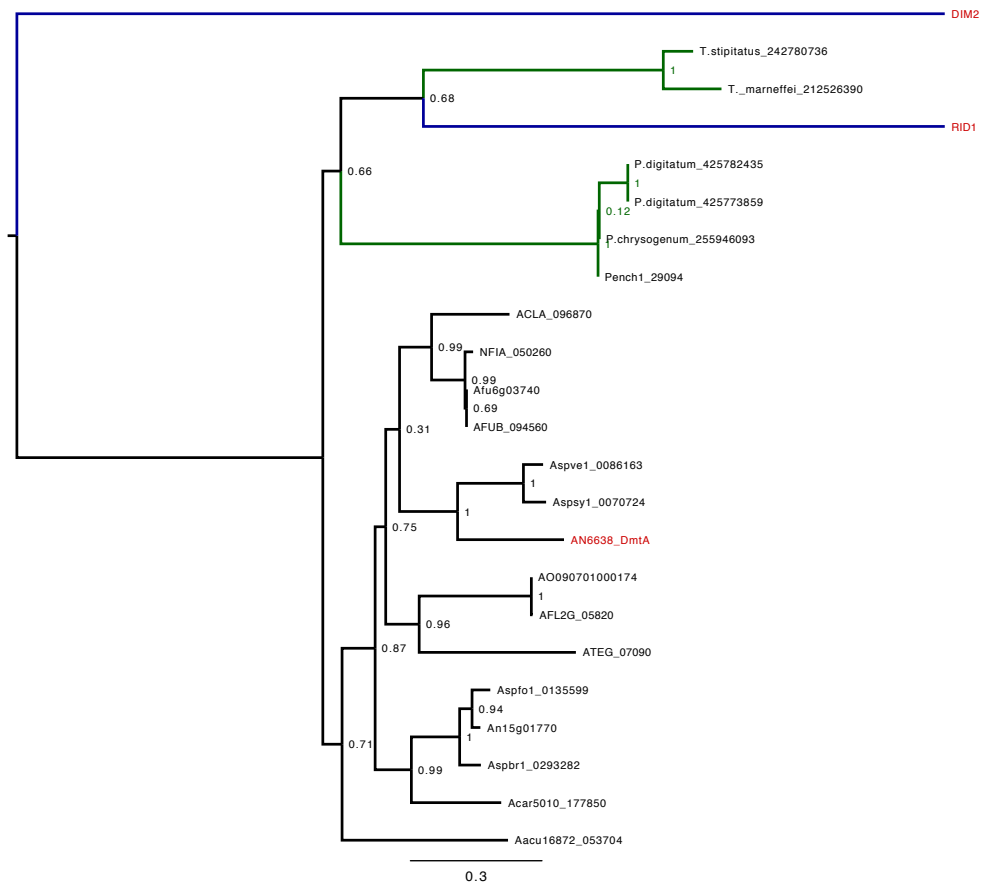 DIM2
T.stipitatus_242780736
1
T._marneffei_212526390
0.68
RID1
P.digitatum_425782435
0.66
1
P.digitatum_425773859
0.12
P.chrysogenum_255946093
1
Pench1_29094
ACLA_096870
0.99
NFIA_050260
0.99
Afu6g03740
0.69
AFUB_094560
0.31
Aspve1_0086163
1
Aspsy1_0070724
1
0.75
AN6638_DmtA
AO090701000174
1
AFL2G_05820
0.96
0.87
ATEG_07090
Aspfo1_0135599
0.94
An15g01770
1
0.71
Aspbr1_0293282
0.99
Acar5010_177850
Aacu16872_053704
0.3